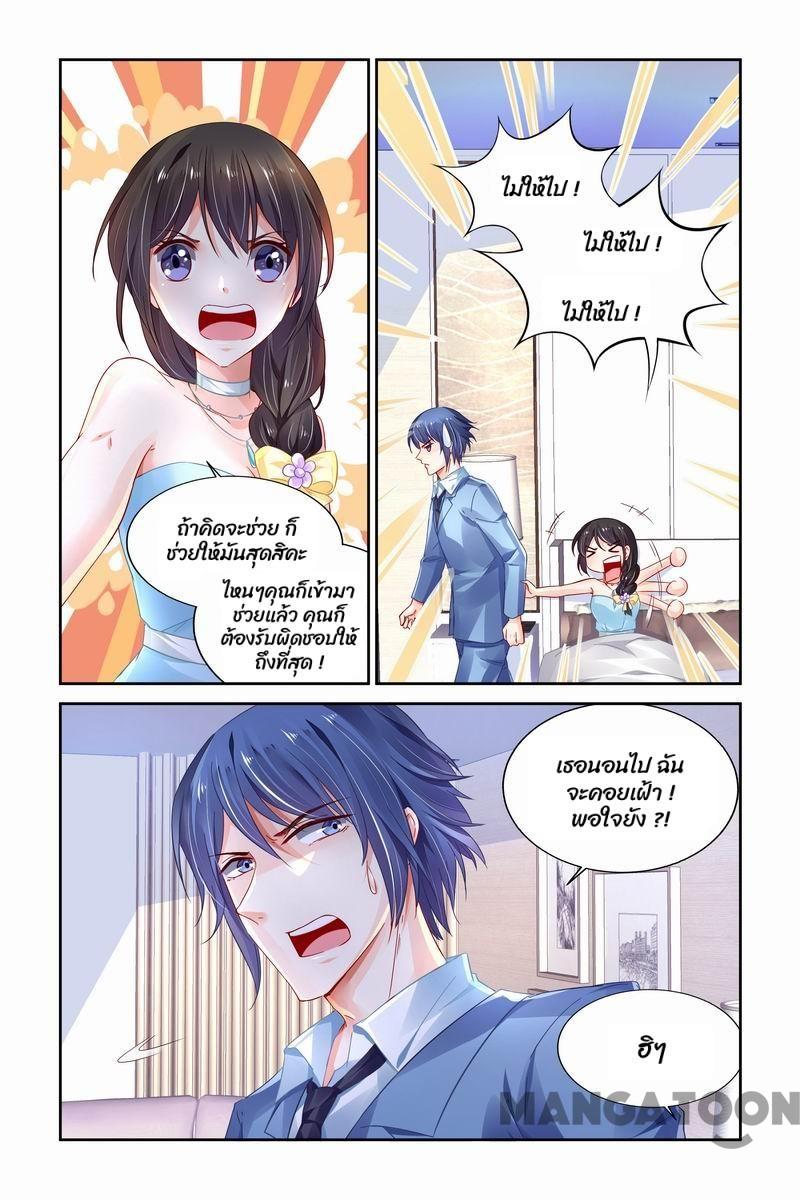 ถ้าคิดจะช่วย ก็
ช่วยให้มันสุดสิคะ
ไหนๆคุณก็เข้ามา
ช่วยแล้ว คุณก็
ต้องรับผิดชอบให้
ถึงที่สุด !
ไม่ให้ไป !
ไม่ให้ไป !
ไม่ให้ไป !
เธอนอนไป ฉัน
จะคอยเฝ้า !
พอใจยัง ?!
ฮิๆ
MANGATOON